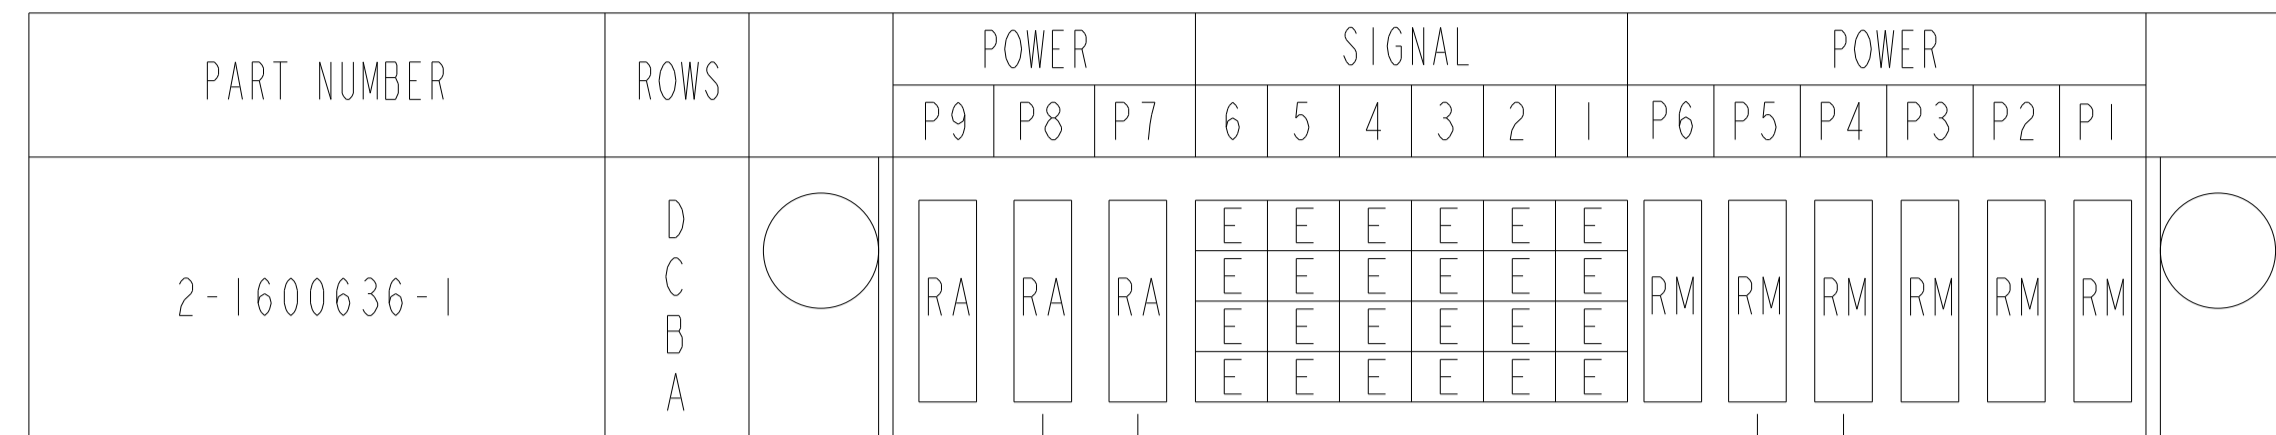 PART NUMBER ROWS POWER SIGNAL POWER
P9 P8 P7 6 5 4 3 2 1 P6 P5 P4 P3 P2 P1
D E E E E E E
C E E E E E E
2-1600636-1 RA RA RA RM RM RM RM RM RM
B E E E E E E
A E E E E E E